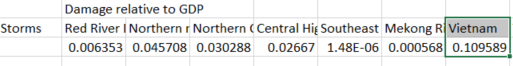 Damage relative to GDP
Storms Red River Northern Northern Central Hig Southeast Mekong Ri Vietnam
0.006353 0.045708 0.030288 0.02667 1.48E-06 0.000568 0.109589